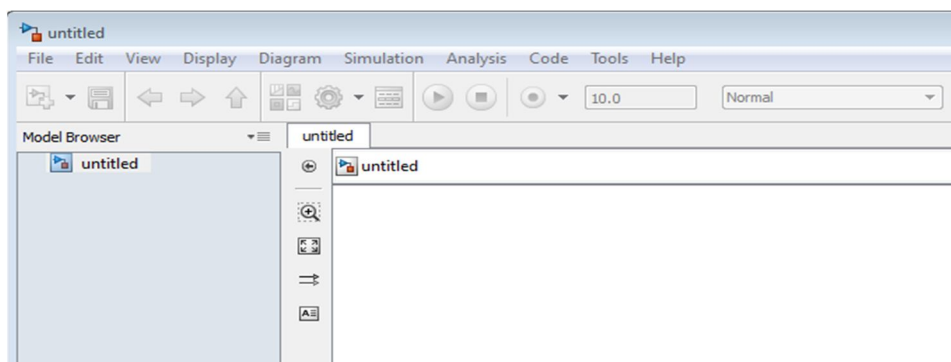 untitled
File Edit View Display Diagram Simulation Analysis Code Tools Help
10.0 Normal
Model Browser untitled
untitled untitled
A